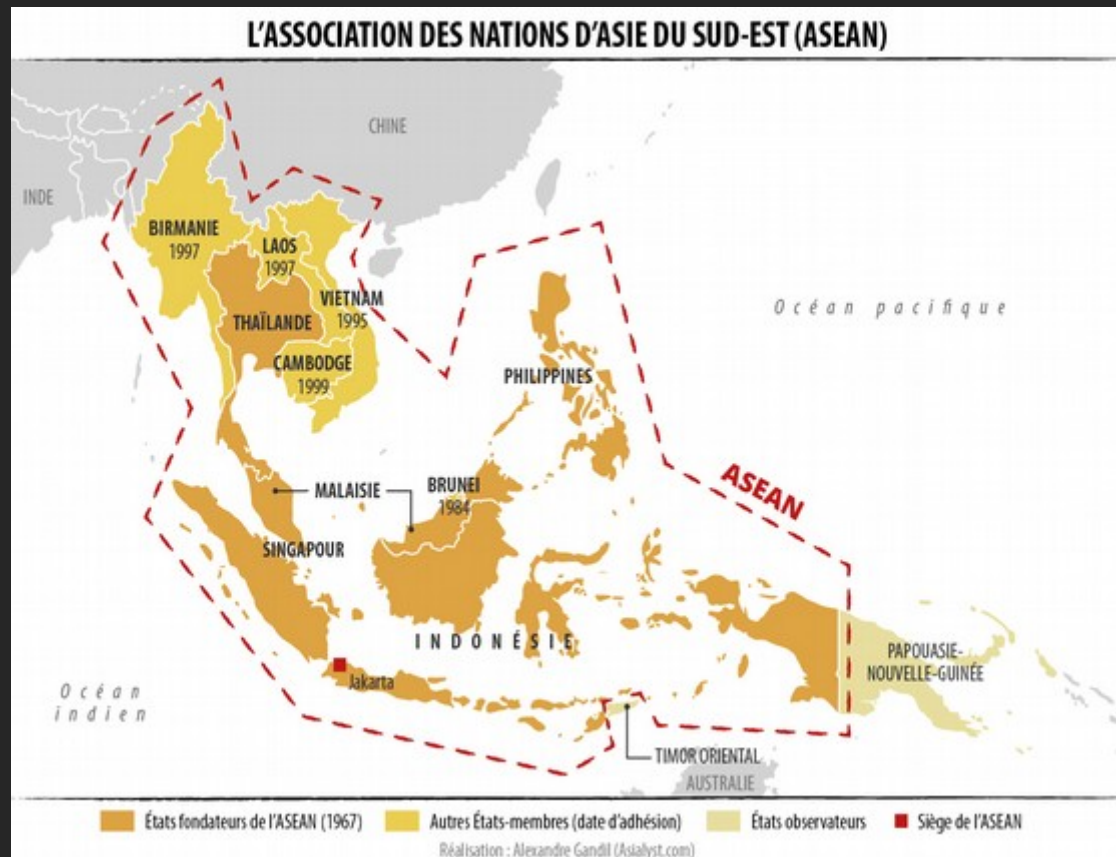 L'ASSOCIATION DES NATIONS D'ASIE DU SUD-EST (ASEAN)
CHINE
INDE
BIRMANIE
1997
LAOS
1997
VIETNAM
1995
THAÏLANDE
CAMBODGE
1999
Océan pacifique
PHILIPPINES
ASEAN
MALAISIE
BRUNEI
1984
SINGAPOUR
INDONÉSIE
Jakarta
PAPOUASIE-
NOUVELLE-GUINÉE
Océan
indien
TIMOR ORIENTAL
AUSTRALIE
États fondateurs de l'ASEAN (1967)
Autres États-membres (date d'adhésion)
États observateurs
Siège de l'ASEAN
Réalisation : Alexandre Gandil (Asialyst.com)